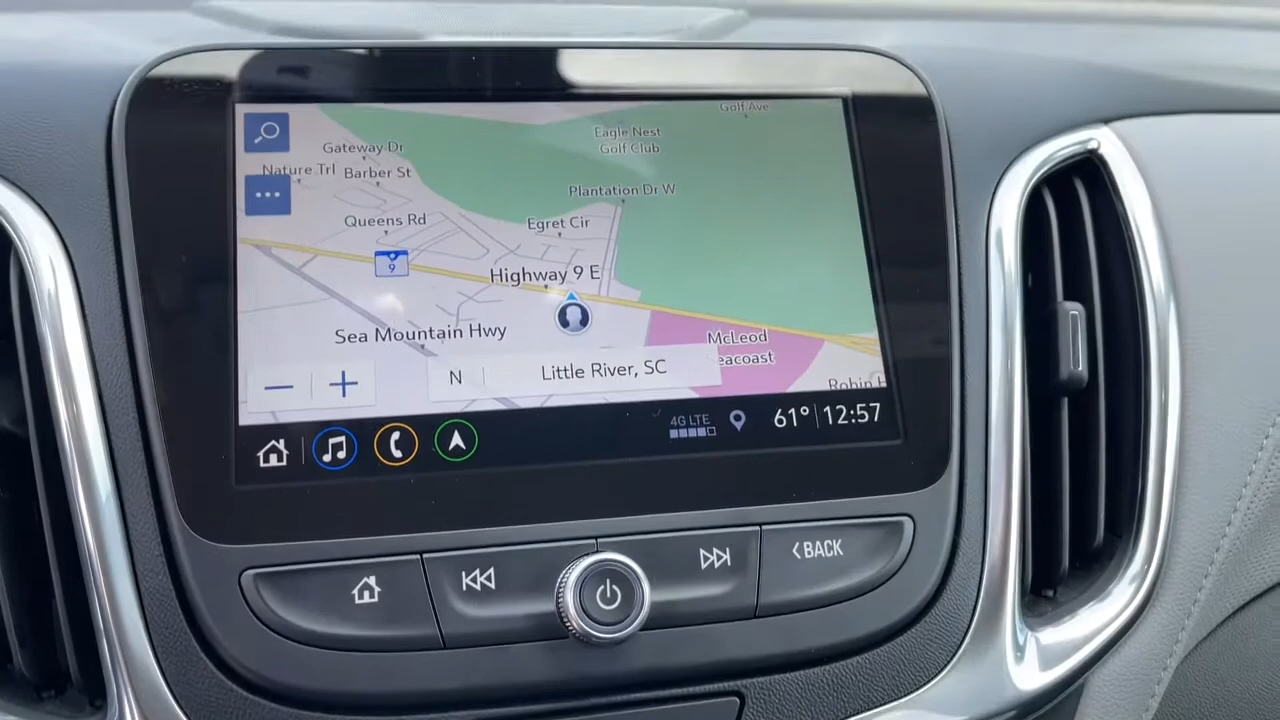 Golf Ave
Eagle Nest
Golf Club
Gateway Dr
Nature Trl
Barber St
Plantation Dr W
Queens Rd
Egret Cir
9
Highway 9 E
Sea Mountain Hwy
McLeod
eacoast
N
Little River, SC
Robin
4G LTE
61°
12:57
BACK